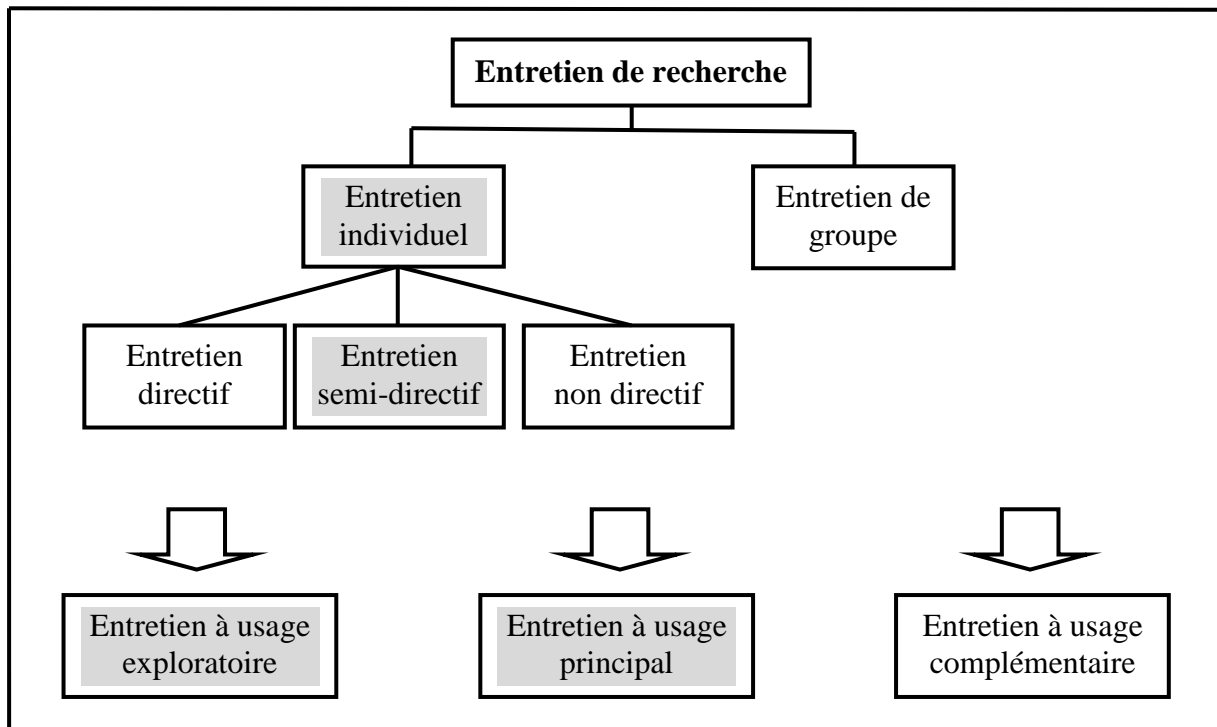 Entretien de recherche
Entretien
individuel
Entretien de
groupe
Entretien
directif
Entretien
semi-directif
Entretien
non directif
Entretien à usage
exploratoire
Entretien à usage
principal
Entretien à usage
complémentaire